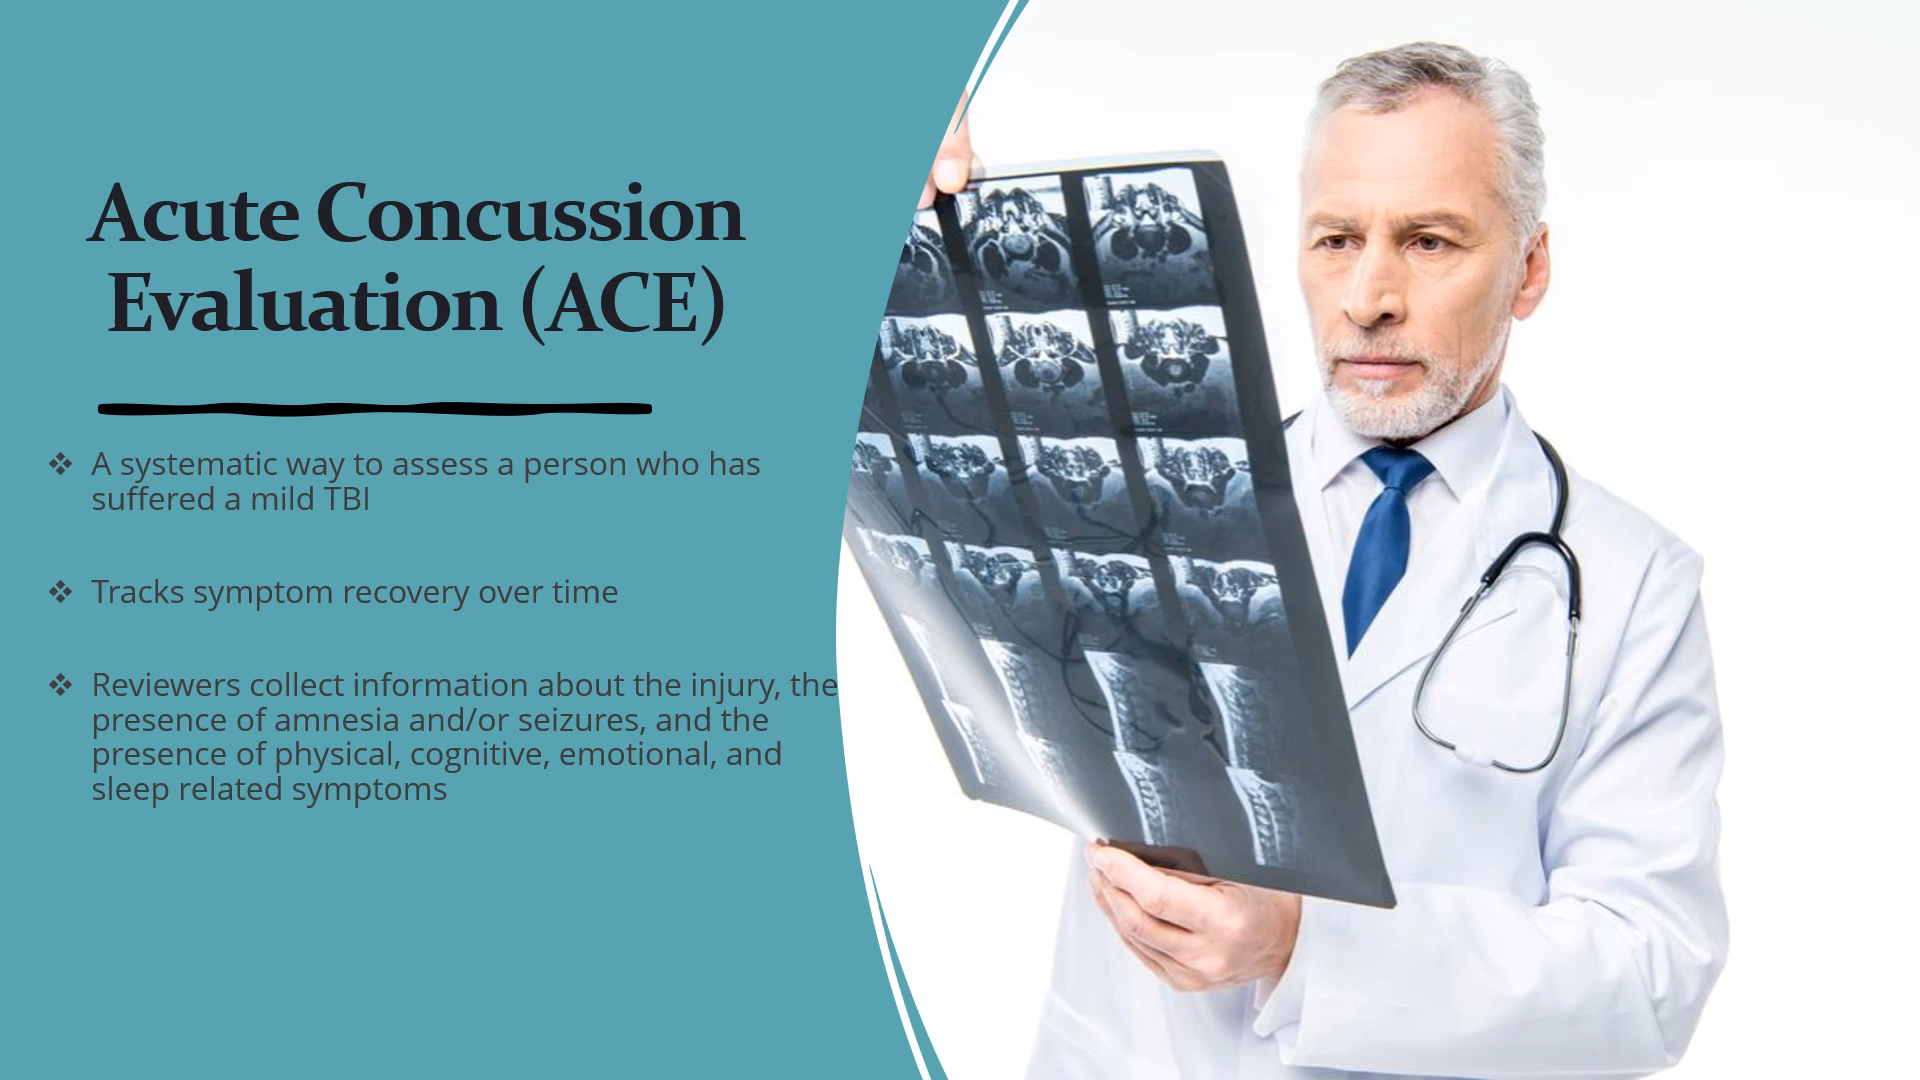 Acute Concussion
Evaluation (ACE)
❖ A systematic way to assess a person who has
suffered a mild TBI
❖ Tracks symptom recovery over time
❖ Reviewers collect information about the injury, the
presence of amnesia and/or seizures, and the
presence of physical, cognitive, emotional, and
sleep related symptoms